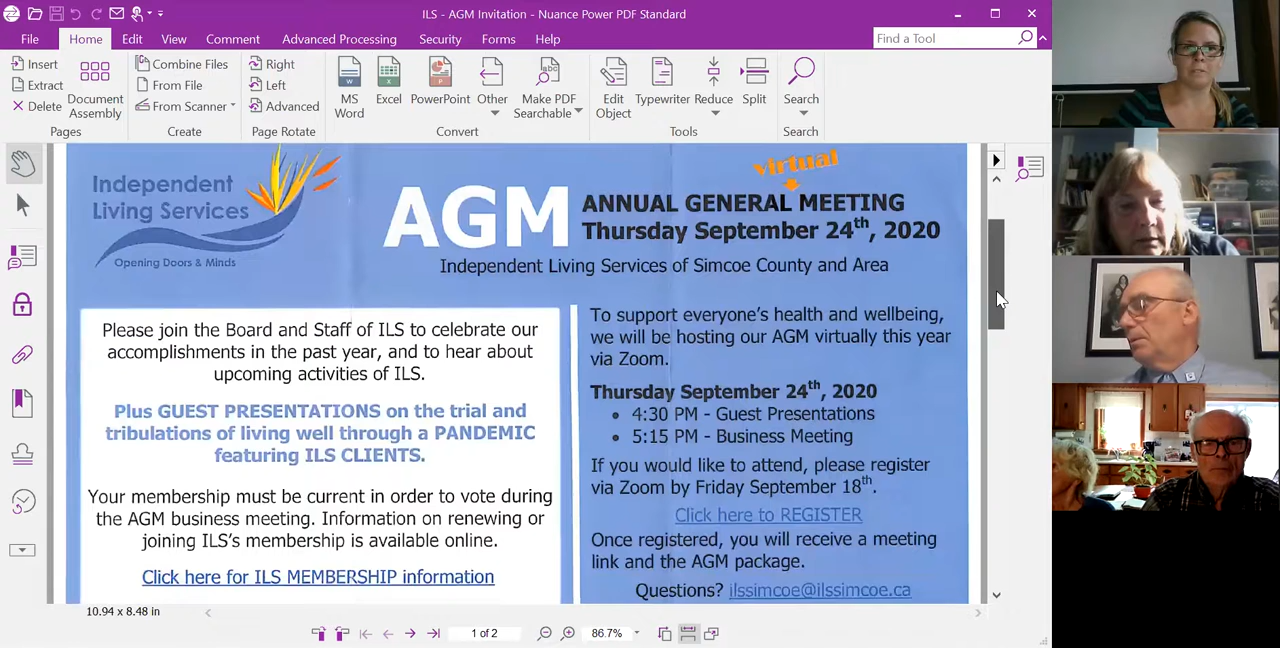 ILS - AGM Invitation - Nuance Power PDF Standard
File Home Edit View Comment Advanced Processing Security Forms Help
Find a Tool
Insert
Extract
Delete
Document Assembly
Pages
Combine Files
From File
From Scanner
Create
Right
Left
Advanced
Page Rotate
MS Word
Excel
PowerPoint
Other
Make PDF Searchable
Convert
Edit Object
Typewriter
Reduce
Split
Tools
Search
Search
Independent
Living Services
Opening Doors & Minds
virtual
AGM
ANNUAL GENERAL MEETING
Thursday September 24th, 2020
Independent Living Services of Simcoe County and Area
Please join the Board and Staff of ILS to celebrate our
accomplishments in the past year, and to hear about
upcoming activities of ILS.
Plus GUEST PRESENTATIONS on the trial and
tribulations of living well through a PANDEMIC
featuring ILS CLIENTS.
Your membership must be current in order to vote during
the AGM business meeting. Information on renewing or
joining ILS's membership is available online.
Click here for ILS MEMBERSHIP information
To support everyone's health and wellbeing,
we will be hosting our AGM virtually this year
via Zoom.
Thursday September 24th, 2020
• 4:30 PM - Guest Presentations
• 5:15 PM - Business Meeting
If you would like to attend, please register
via Zoom by Friday September 18th.
Click here to REGISTER
Once registered, you will receive a meeting
link and the AGM package.
Questions? ilssimcoe@ilssimcoe.ca
10.94 x 8.48 in
1 of 2
86.7%